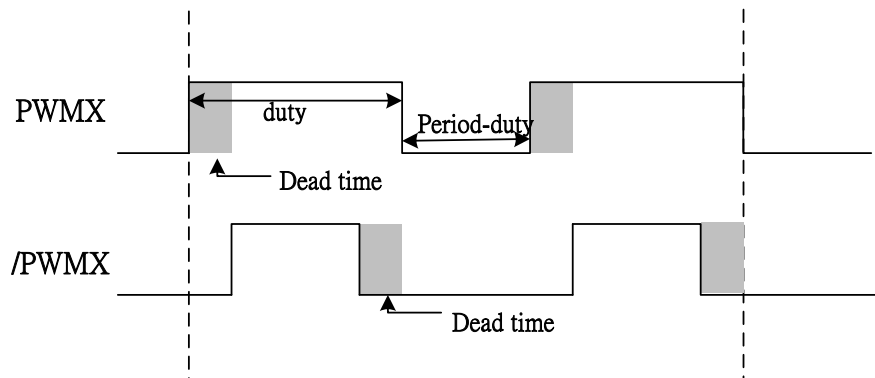 PWMX
duty
Period-duty
Dead time
/PWMX
Dead time